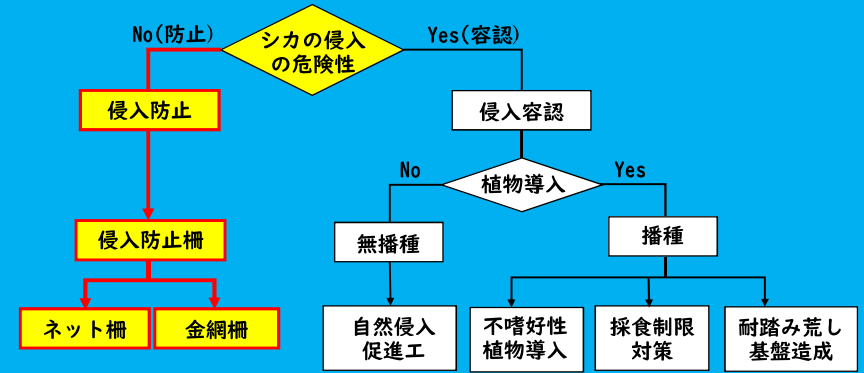 No(防止)
シカの侵入
の危険性
Yes(容認)
侵入防止
侵入容認
No
植物導入
Yes
侵入防止柵
無播種
播種
ネット柵
金網柵
自然侵入
促進工
不嗜好性
植物導入
採食制限
対策
耐踏み荒し
基盤造成